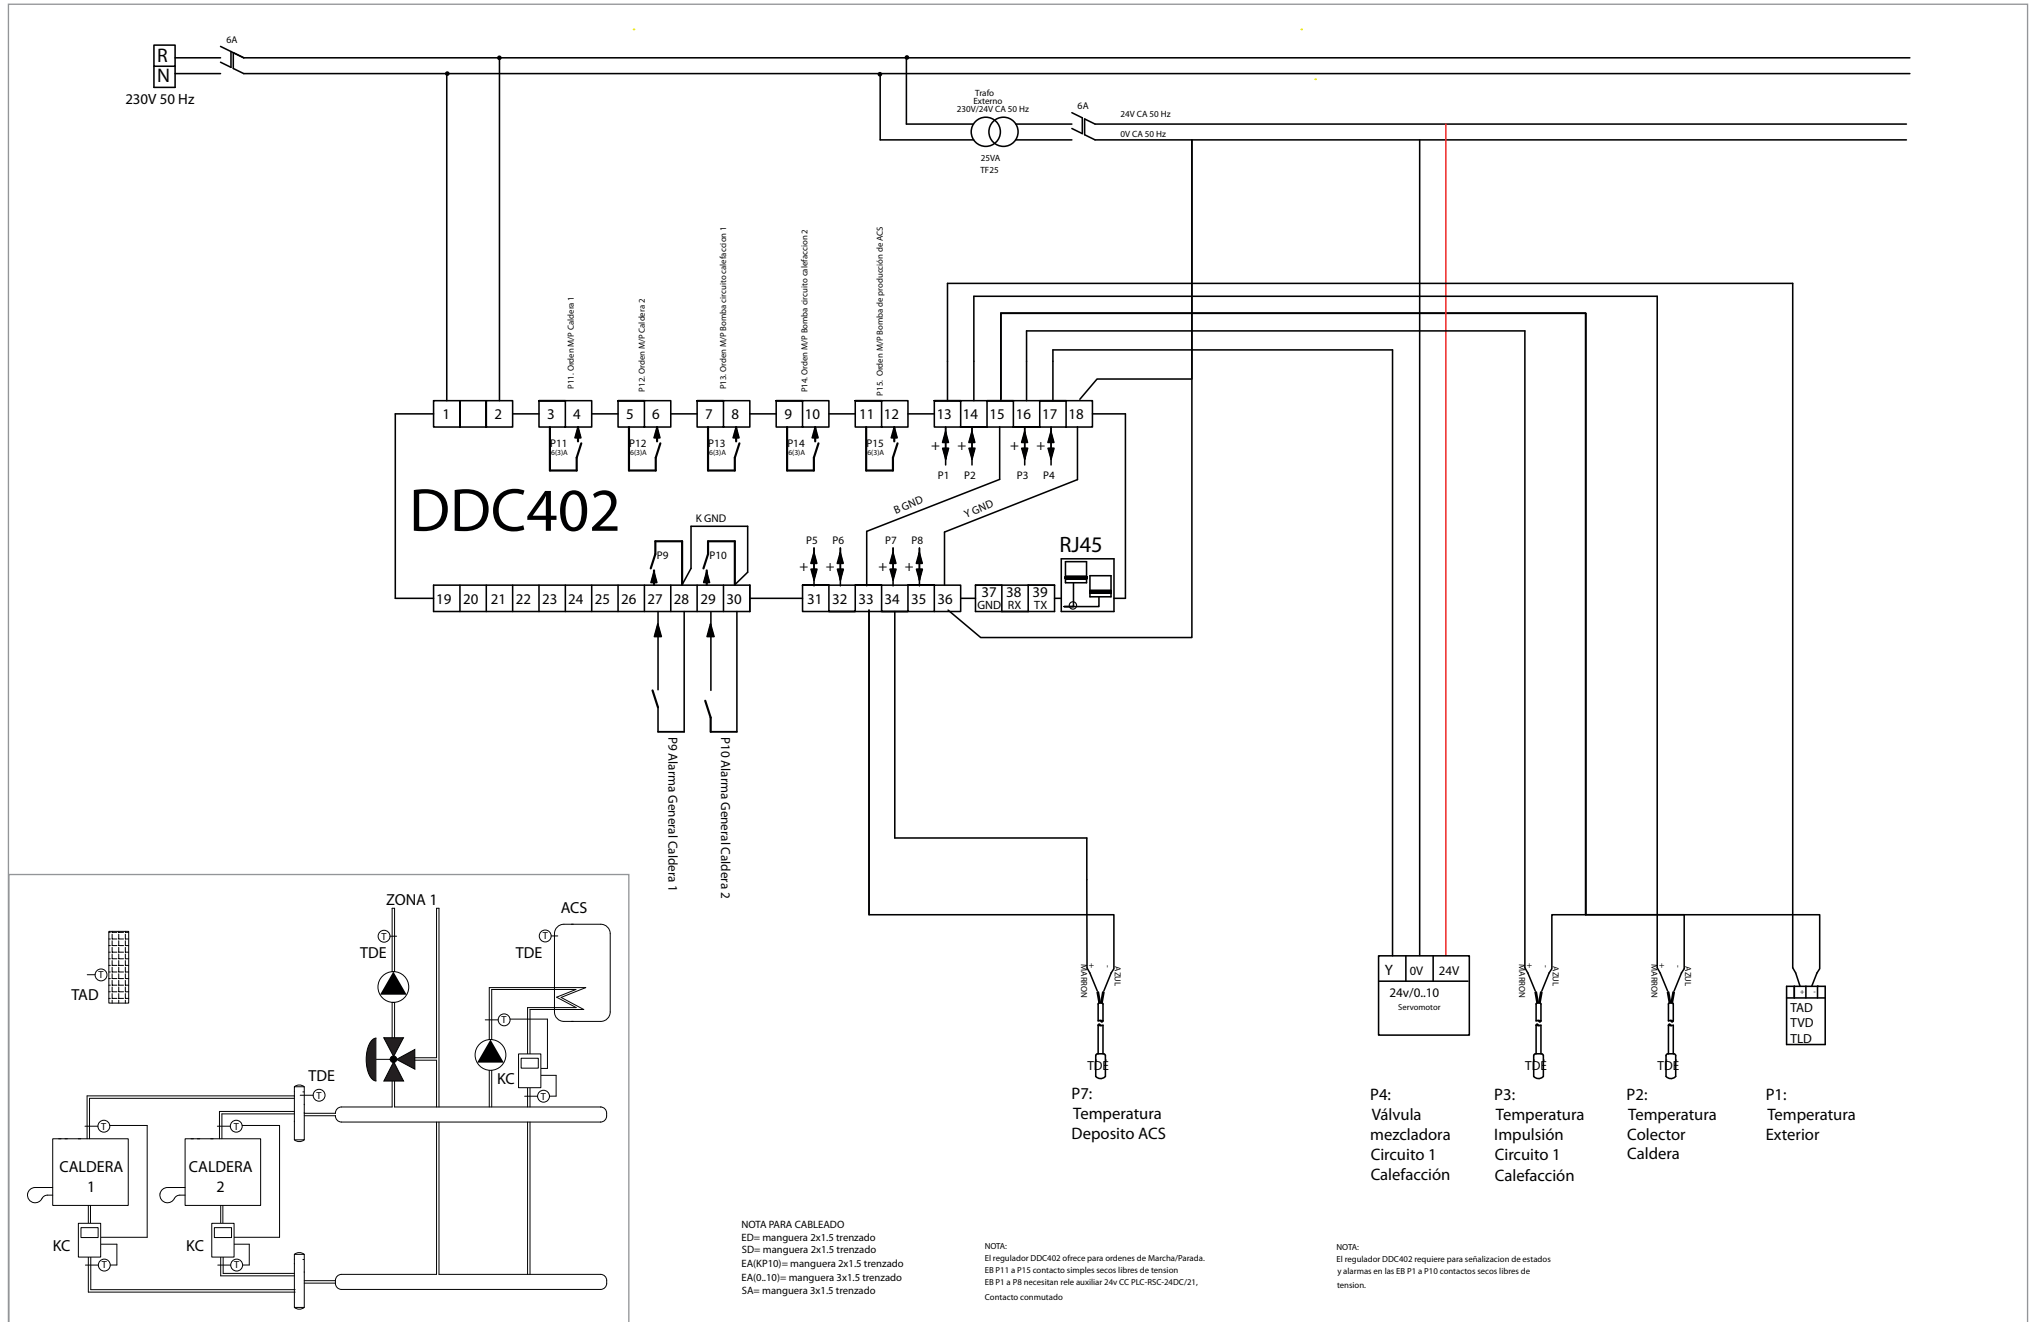 6A
R
N
230V 50 Hz
Trafo
Externo
230V/24V CA 50 Hz
25VA
TF25
6A
24V CA 50 Hz
0V CA 50 Hz
P11. Orden M/P Caldera 1
P12. Orden M/P Caldera 2
P13. Orden M/P Bomba circuito calefaccion 1
P14. Orden M/P Bomba circuito calefaccion 2
P15. Orden M/P Bomba de producción de ACS
1 2 3 4 5 6 7 8 9 10 11 12 13 14 15 16 17 18
P11
6(3)A
P12
6(3)A
P13
6(3)A
P14
6(3)A
P15
6(3)A
+ + + +
P1 P2 P3 P4
DDC402
B GND
Y GND
K GND
P9
P10
P5 P6 P7 P8
+ + + +
RJ45
19 20 21 22 23 24 25 26 27 28 29 30 31 32 33 34 35 36
37 38 39
GND RX TX
P9 Alarma General Caldera 1
P10 Alarma General Caldera 2
MARRON + - AZUL
TDE
P7:
Temperatura
Deposito ACS
Y 0V 24V
24v/0..10
Servomotor
P4:
Válvula
mezcladora
Circuito 1
Calefacción
MARRON + - AZUL
TDE
P3:
Temperatura
Impulsión
Circuito 1
Calefacción
MARRON + - AZUL
TDE
P2:
Temperatura
Colector
Caldera
+ -
TAD
TVD
TLD
P1:
Temperatura
Exterior
ZONA 1
ACS
T
TDE
T
TDE
T
TAD
T
KC
T
TDE
T
T
T
CALDERA
1
CALDERA
2
KC
KC
T
T
NOTA PARA CABLEADO
ED= manguera 2x1.5 trenzado
SD= manguera 2x1.5 trenzado
EA(KP10)= manguera 2x1.5 trenzado
EA(0..10)= manguera 3x1.5 trenzado
SA= manguera 3x1.5 trenzado
NOTA:
El regulador DDC402 ofrece para ordenes de Marcha/Parada.
EB P11 a P15 contacto simples secos libres de tension
EB P1 a P8 necesitan rele auxiliar 24v CC PLC-RSC-24DC/21,
Contacto conmutado
NOTA:
El regulador DDC402 requiere para señalizacion de estados
y alarmas en las EB P1 a P10 contactos secos libres de
tension.